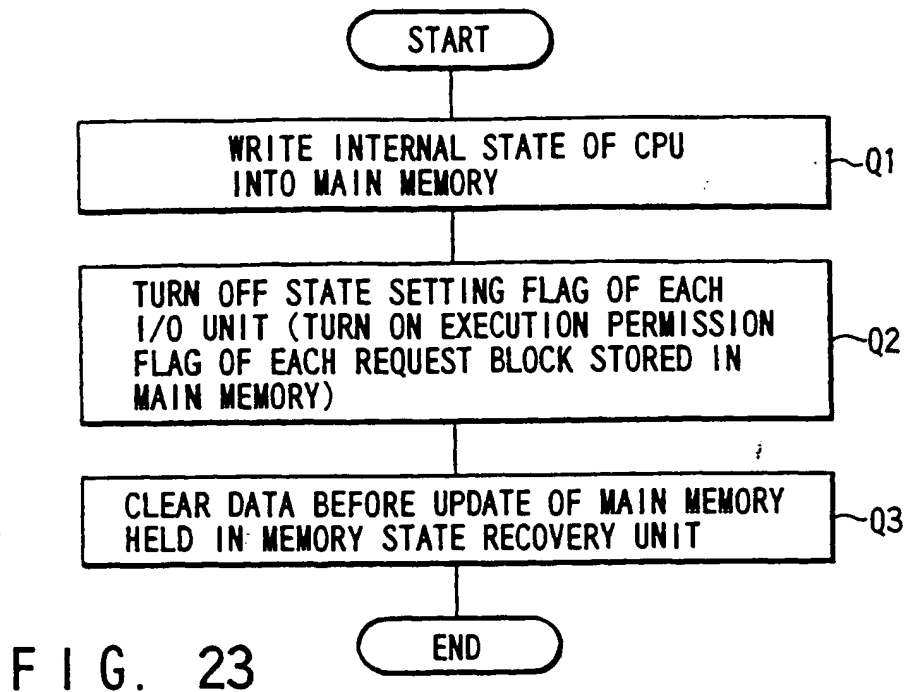 START
WRITE INTERNAL STATE OF CPU
INTO MAIN MEMORY
Q1
TURN OFF STATE SETTING FLAG OF EACH
I/O UNIT (TURN ON EXECUTION PERMISSION
FLAG OF EACH REQUEST BLOCK STORED IN
MAIN MEMORY)
Q2
CLEAR DATA BEFORE UPDATE OF MAIN MEMORY
HELD IN MEMORY STATE RECOVERY UNIT
Q3
END
FIG. 23